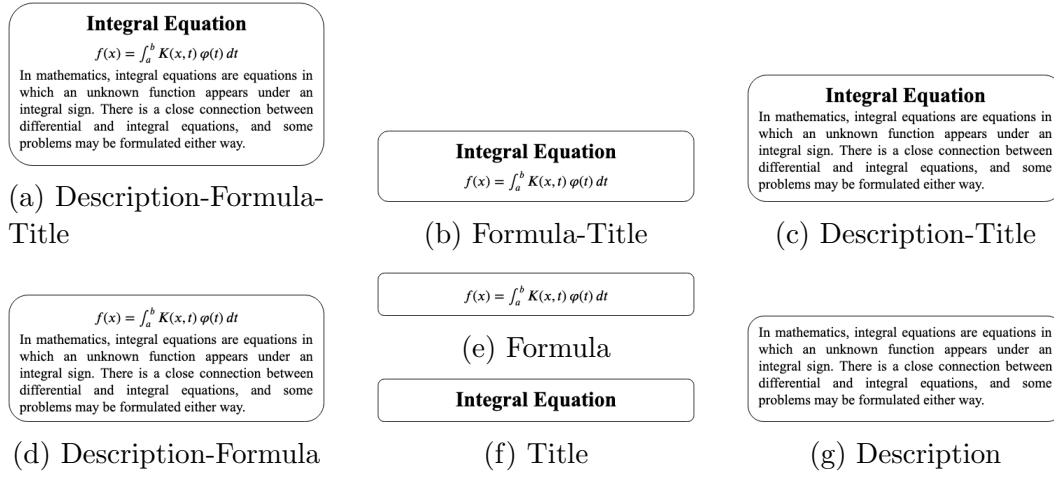 Integral Equation
f(x) = ∫_a^b K(x, t) φ(t) dt
In mathematics, integral equations are equations in
which an unknown function appears under an
integral sign. There is a close connection between
differential and integral equations, and some
problems may be formulated either way.
(a) Description-Formula-
Title
Integral Equation
f(x) = ∫_a^b K(x, t) φ(t) dt
(b) Formula-Title
Integral Equation
In mathematics, integral equations are equations in
which an unknown function appears under an
integral sign. There is a close connection between
differential and integral equations, and some
problems may be formulated either way.
(c) Description-Title
f(x) = ∫_a^b K(x, t) φ(t) dt
In mathematics, integral equations are equations in
which an unknown function appears under an
integral sign. There is a close connection between
differential and integral equations, and some
problems may be formulated either way.
(d) Description-Formula
f(x) = ∫_a^b K(x, t) φ(t) dt
(e) Formula
Integral Equation
(f) Title
In mathematics, integral equations are equations in
which an unknown function appears under an
integral sign. There is a close connection between
differential and integral equations, and some
problems may be formulated either way.
(g) Description